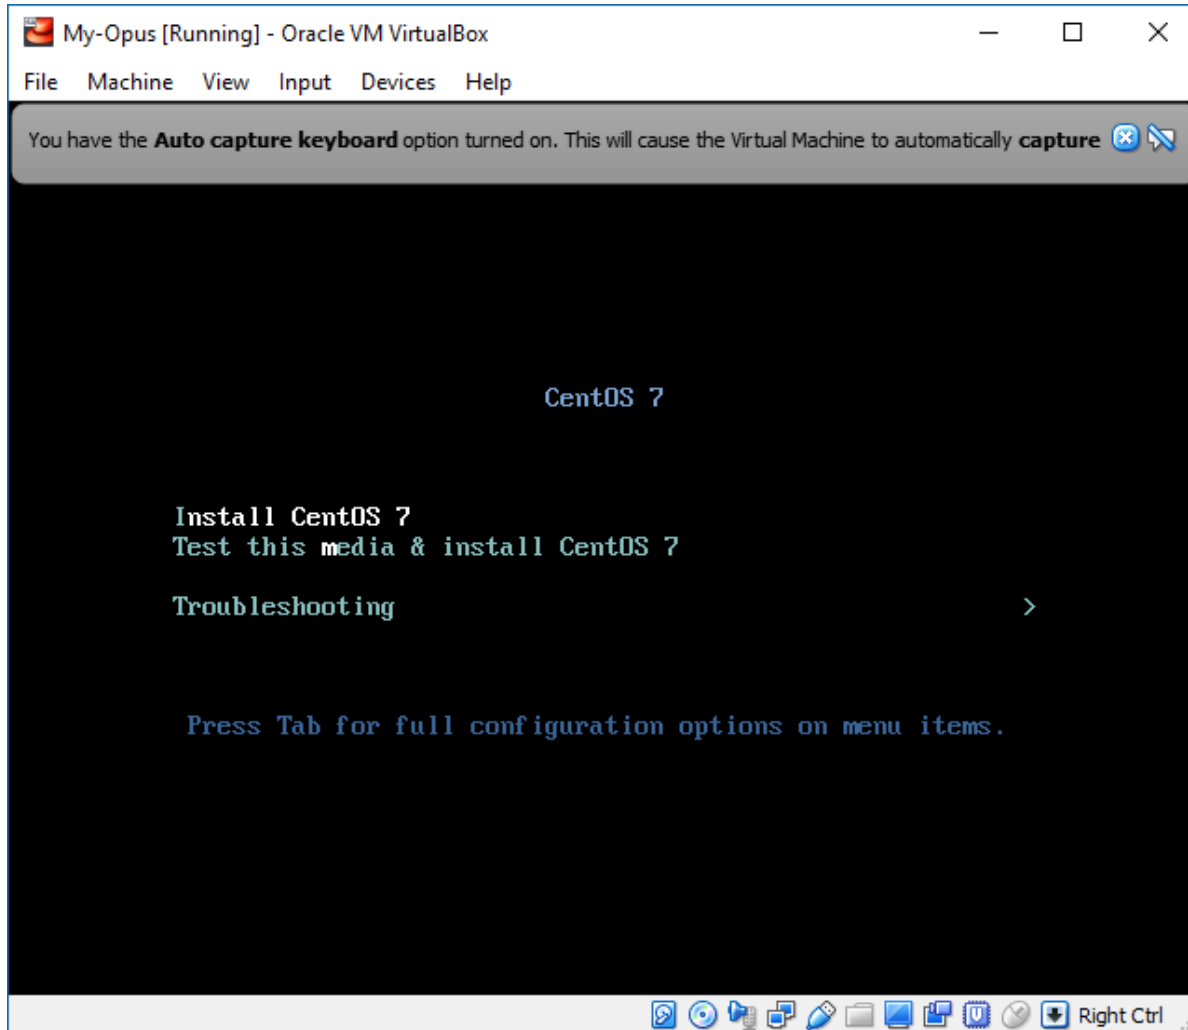 My-Opus [Running] - Oracle VM VirtualBox
File Machine View Input Devices Help
You have the Auto capture keyboard option turned on. This will cause the Virtual Machine to automatically capture
CentOS 7
Install CentOS 7
Test this media & install CentOS 7
Troubleshooting >
Press Tab for full configuration options on menu items.
Right Ctrl